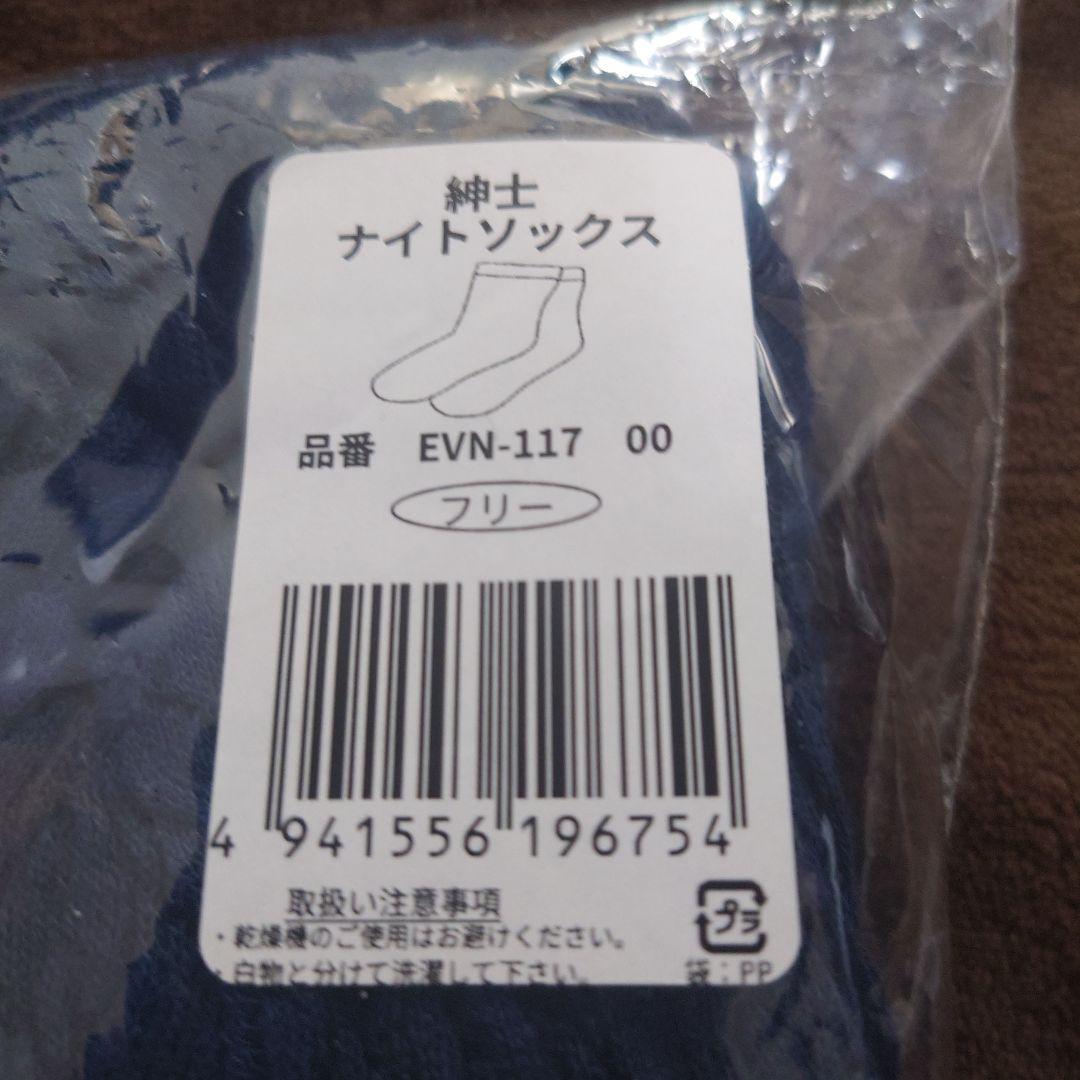 紳士
ナイトソックス
品番 EVN-117 00
フリー
4 941556 196754
取扱い注意事項
・乾燥機のご使用はお避けください。
・白物と分けて洗濯して下さい。
プラ
袋：PP